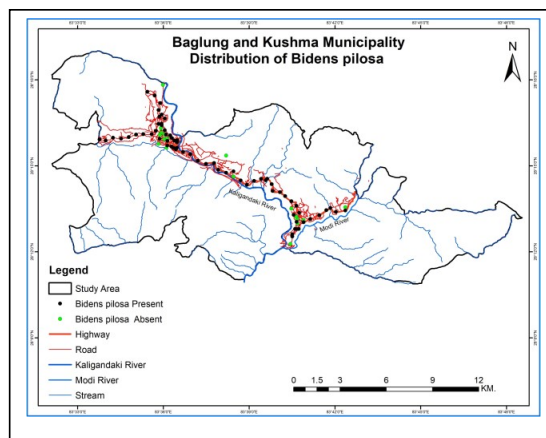 Baglung and Kushma Municipality
Distribution of Bidens pilosa
N
Kaligandaki River
Modi River
Legend
Study Area
Bidens pilosa Present
Bidens pilosa Absent
Highway
Road
Kaligandaki River
Modi River
Stream
0 1.5 3 6 9 12
KM.